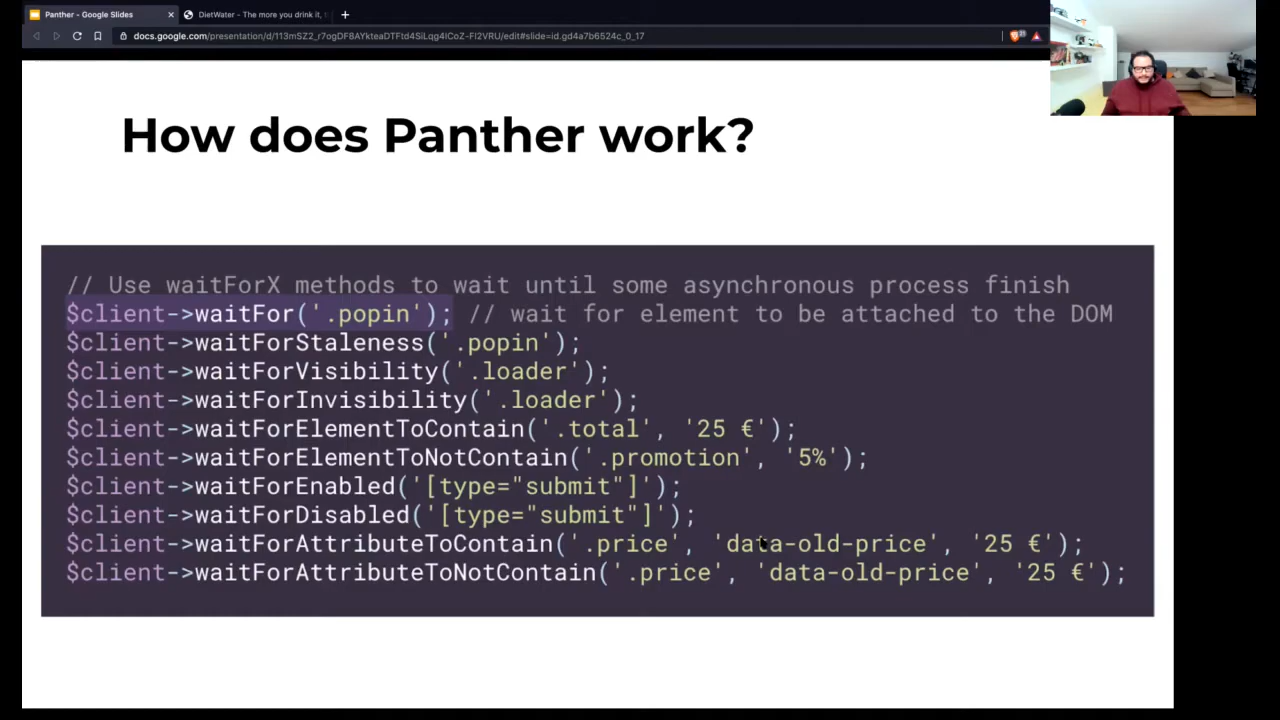 Panther - Google Slides
DietWater - The more you drink it,
docs.google.com/presentation/d/113mSZ2_r7ogDF8AYkteaDTFtd4SiLqg4ICoZ-Fl2VRU/edit#slide=id.gd4a7b6524c_0_17
How does Panther work?
// Use waitForX methods to wait until some asynchronous process finish
$client->waitFor('.popin'); // wait for element to be attached to the DOM
$client->waitForStaleness('.popin');
$client->waitForVisibility('.loader');
$client->waitForInvisibility('.loader');
$client->waitForElementToContain('.total', '25 €');
$client->waitForElementToNotContain('.promotion', '5%');
$client->waitForEnabled('[type="submit"]');
$client->waitForDisabled('[type="submit"]');
$client->waitForAttributeToContain('.price', 'data-old-price', '25 €');
$client->waitForAttributeToNotContain('.price', 'data-old-price', '25 €');